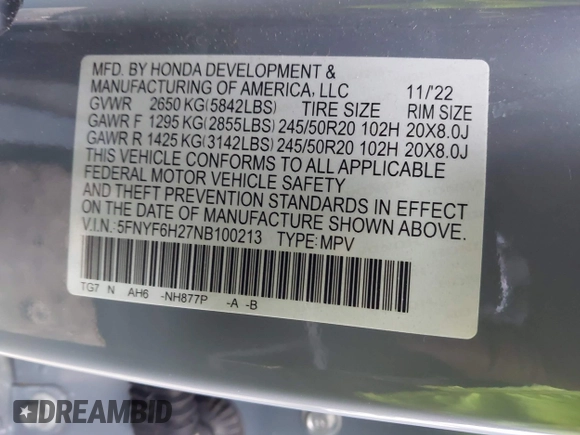 MFD. BY HONDA DEVELOPMENT &
MANUFACTURING OF AMERICA, LLC 11/'22
GVWR 2650 KG(5842LBS) TIRE SIZE RIM SIZE
GAWR F 1295 KG(2855LBS) 245/50R20 102H 20X8.0J
GAWR R 1425 KG(3142LBS) 245/50R20 102H 20X8.0J
THIS VEHICLE CONFORMS TO ALL APPLICABLE
FEDERAL MOTOR VEHICLE SAFETY
AND THEFT PREVENTION STANDARDS IN EFFECT
ON THE DATE OF MANUFACTURE SHOWN ABOVE.
V.I.N.: 5FNYF6H27NB100213 TYPE: MPV
TG7 N AH6 -NH877P -A -B
DREAMBID